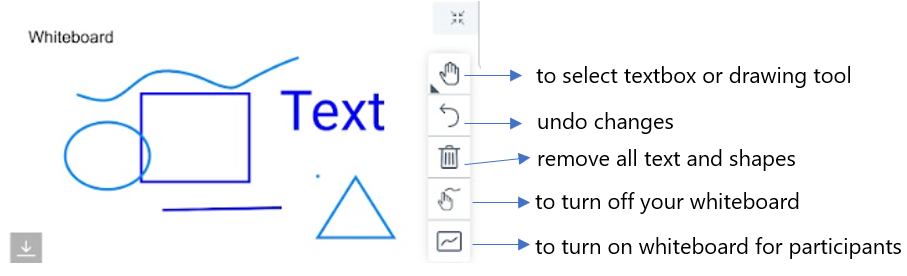 Whiteboard
Text
to select textbox or drawing tool
undo changes
remove all text and shapes
to turn off your whiteboard
to turn on whiteboard for participants